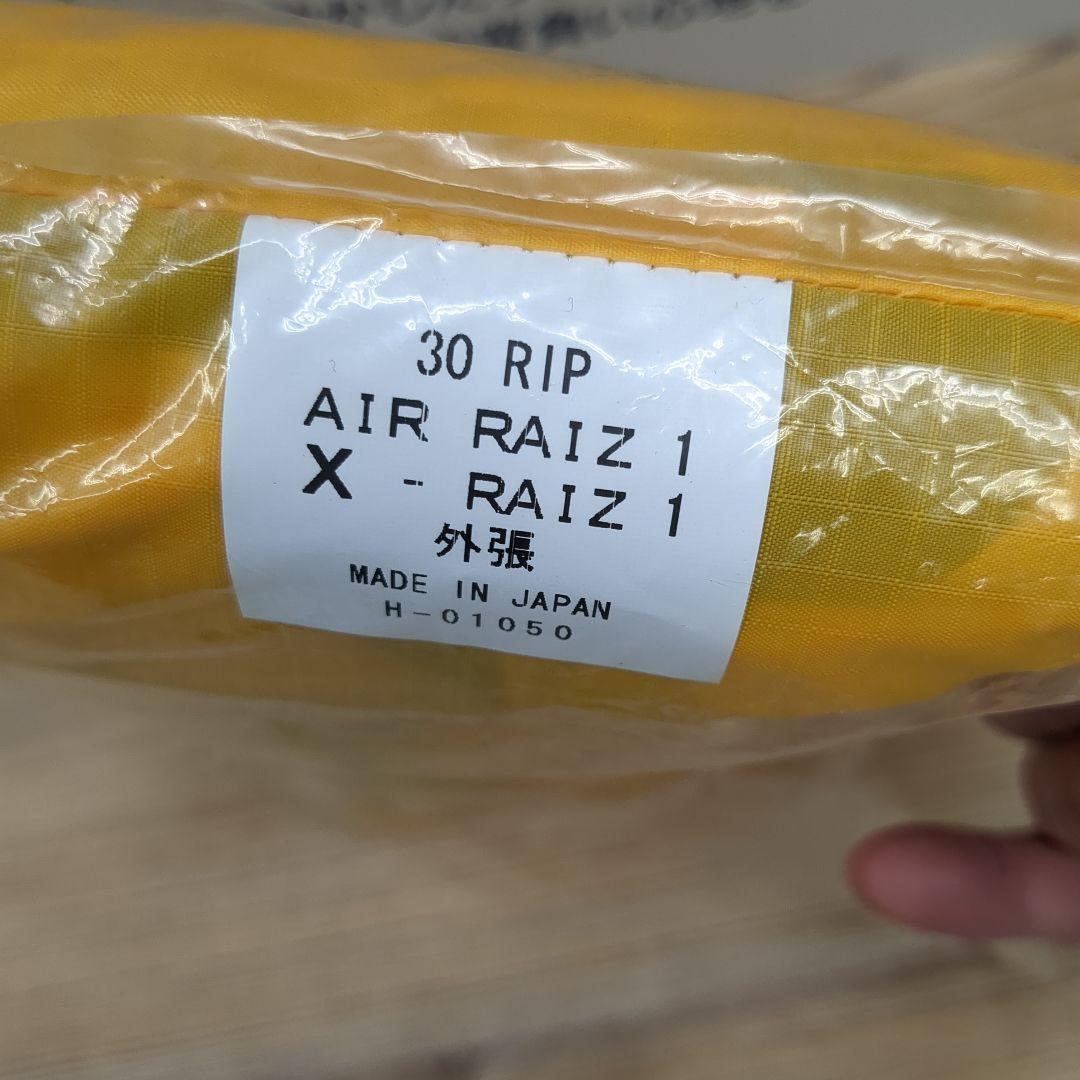 30 RIP
AIR RAIZ 1
X - RAIZ 1
外張
MADE IN JAPAN
H-01050